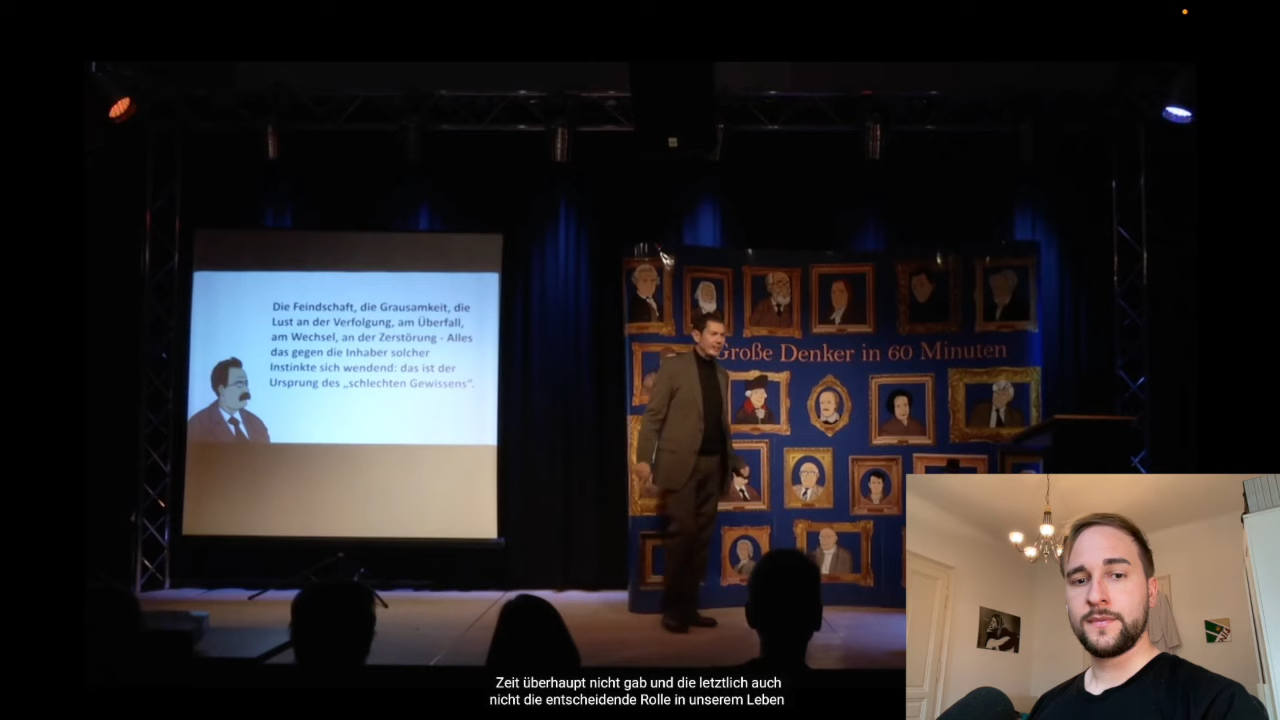 Die Feindschaft, die Grausamkeit, die
Lust an der Verfolgung, am Überfall,
am Wechsel, an der Zerstörung - Alles
das gegen die Inhaber solcher
Instinkte sich wendend: das ist der
Ursprung des „schlechten Gewissens“.
Große Denker in 60 Minuten
Zeit überhaupt nicht gab und die letztlich auch
nicht die entscheidende Rolle in unserem Leben